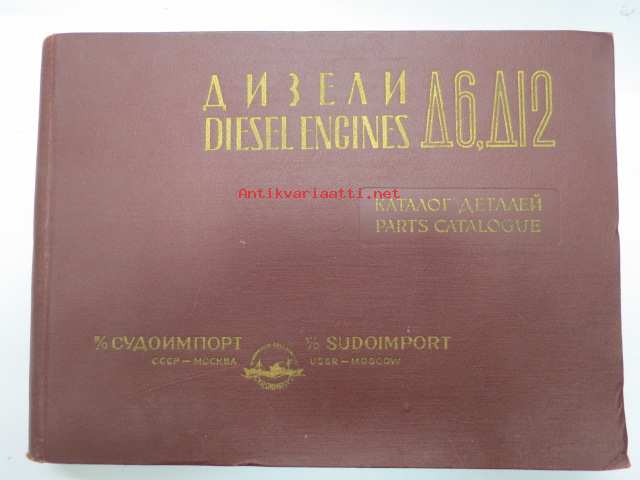 ДИЗЕЛИ
DIESEL ENGINES Д6, Д12
Antikvariaatti.net
КАТАЛОГ ДЕТАЛЕЙ
PARTS CATALOGUE
В/О СУДОИМПОРТ
СССР – МОСКВА
V/O SUDOIMPORT
USSR – MOSCOW